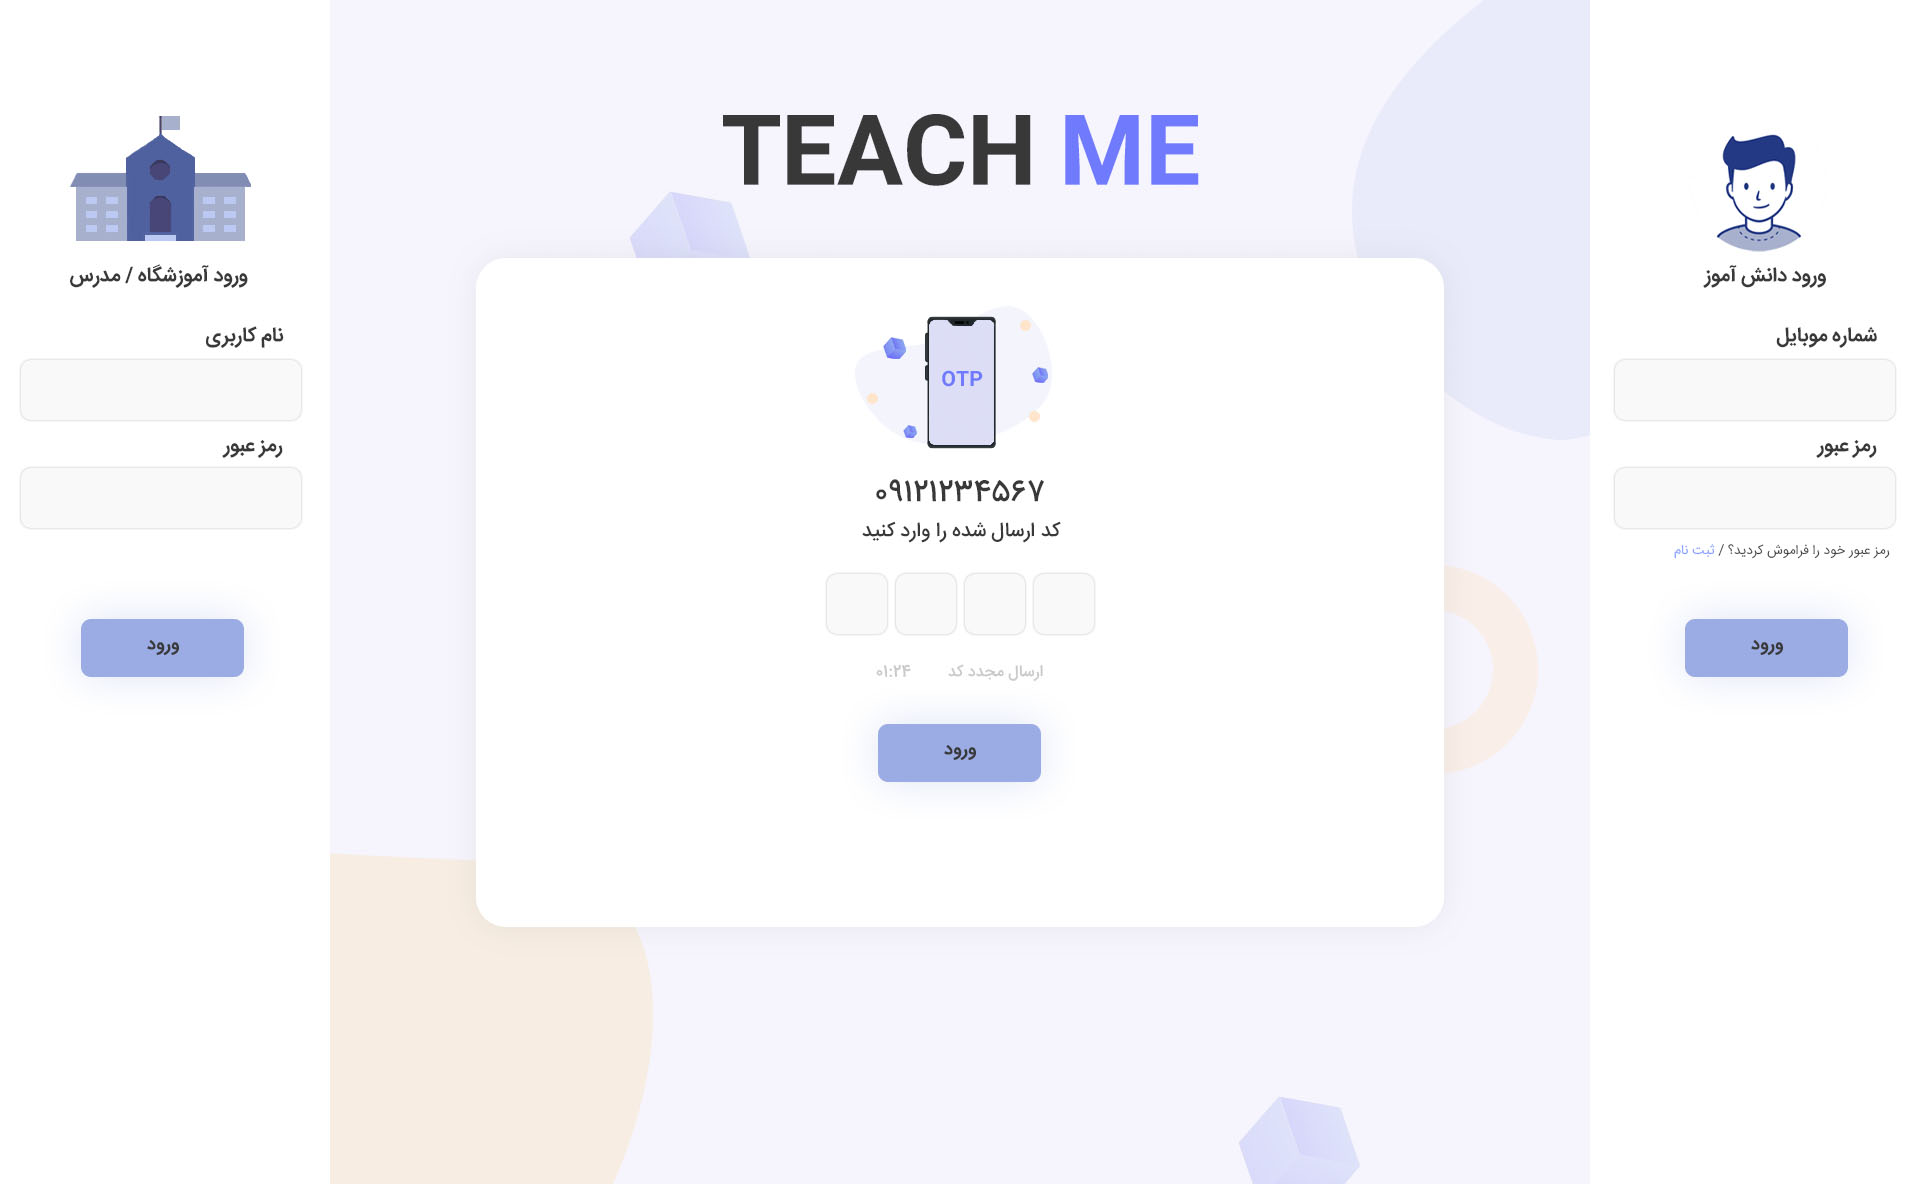 TEACH ME
ورود دانش آموز
شماره موبایل
رمز عبور
رمز عبور خود را فراموش کردید؟ / ثبت نام
ورود
OTP
۰۹۱۲۱۲۳۴۵۶۷
کد ارسال شده را وارد کنید
ارسال مجدد کد ۰۱:۲۴
ورود
ورود آموزشگاه / مدرس
نام کاربری
رمز عبور
ورود